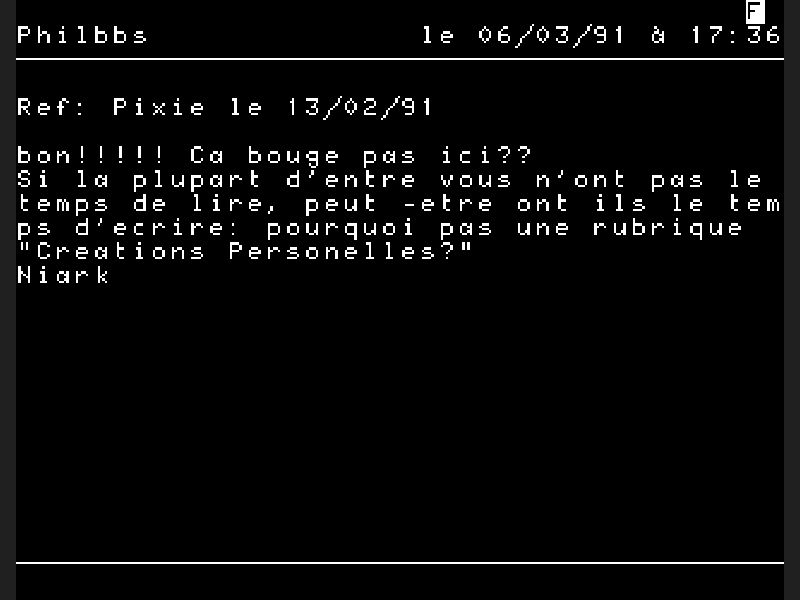 F
Philbbs le 06/03/91 à 17:36
Ref: Pixie le 13/02/91
bon!!!!! Ca bouge pas ici??
Si la plupart d'entre vous n'ont pas le
temps de lire, peut -etre ont ils le tem
ps d'ecrire: pourquoi pas une rubrique
"Creations Personelles?"
Niark